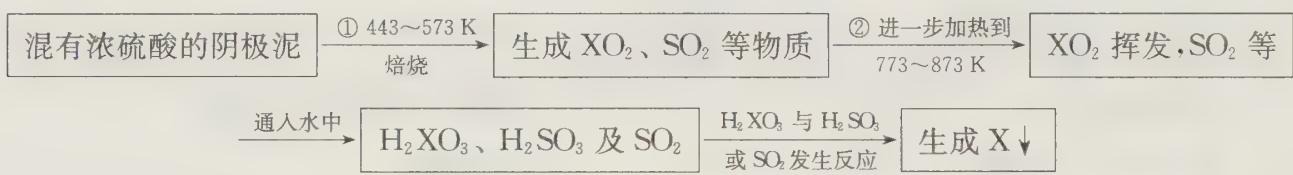 混有浓硫酸的阴极泥 ① 443～573 K 焙烧 生成 XO₂、SO₂ 等物质 ② 进一步加热到 773～873 K XO₂ 挥发,SO₂ 等
通入水中 H₂XO₃、H₂SO₃ 及 SO₂ H₂XO₃ 与 H₂SO₃ 或 SO₂ 发生反应 生成 X↓